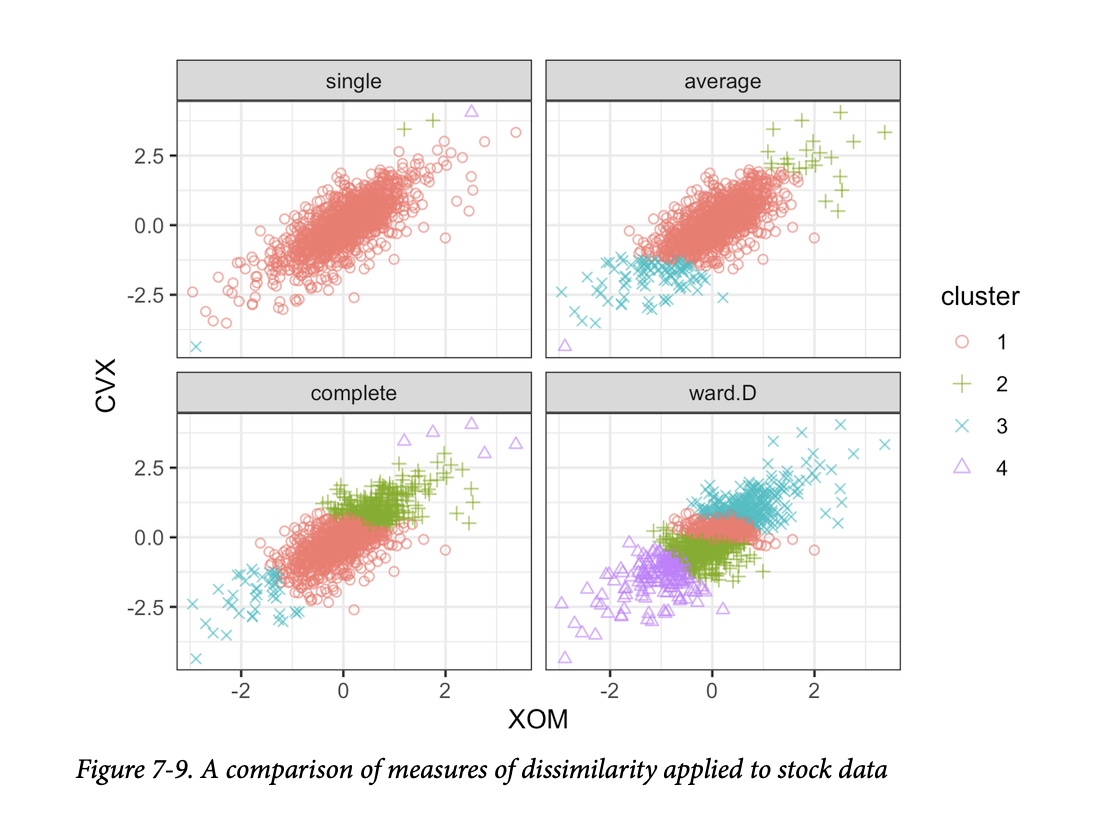 single
average
2.5
0.0
-2.5
complete
ward.D
2.5
0.0
-2.5
-2
0
2
-2
0
2
CVX
XOM
cluster
1
2
3
4
Figure 7-9. A comparison of measures of dissimilarity applied to stock data